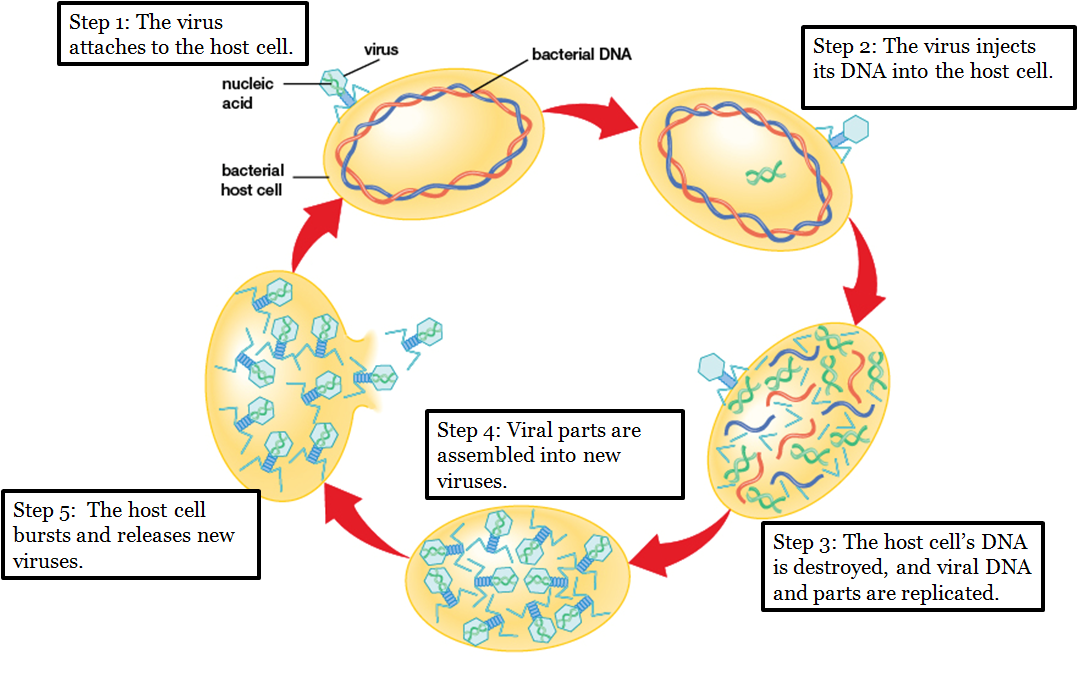 Step 1: The virus
attaches to the host cell.
virus
bacterial DNA
nucleic
acid
bacterial
host cell
Step 2: The virus injects
its DNA into the host cell.
Step 3: The host cell’s DNA
is destroyed, and viral DNA
and parts are replicated.
Step 4: Viral parts are
assembled into new
viruses.
Step 5:  The host cell
bursts and releases new
viruses.